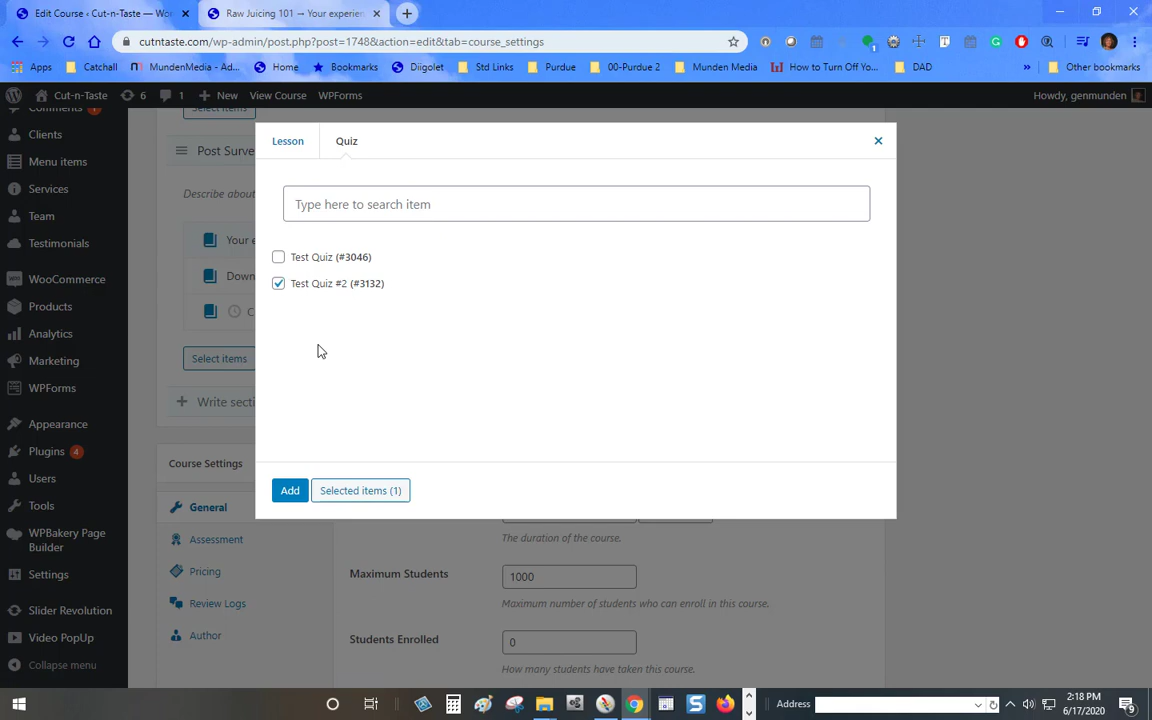 Edit Course ‹ Cut-n-Taste — Wo
Raw Juicing 101 → Your experien
cutntaste.com/wp-admin/post.php?post=1748&action=edit&tab=course_settings
Apps
Catchall
MundenMedia - Ad...
Home
Bookmarks
Diigolet
Std Links
Purdue
00-Purdue 2
Munden Media
How to Turn Off Yo...
DAD
»
Other bookmarks
Cut-n-Taste
6
1
New
View Course
WPForms
Howdy, genmunden
Comments
Clients
Menu items
Services
Team
Testimonials
WooCommerce
Products
Analytics
Marketing
WPForms
Appearance
Plugins 4
Users
Tools
WPBakery Page
Builder
Settings
Slider Revolution
Video PopUp
Collapse menu
Select items
Post Surve
Describe about
Your e
Down
C
Select items
Write secti
Lesson
Quiz
Type here to search item
Test Quiz (#3046)
Test Quiz #2 (#3132)
Add
Selected items (1)
Course Settings
General
Assessment
Pricing
Review Logs
Author
The duration of the course.
Maximum Students
1000
Maximum number of students who can enroll in this course.
Students Enrolled
0
How many students have taken this course.
Address
2:18 PM
6/17/2020
9